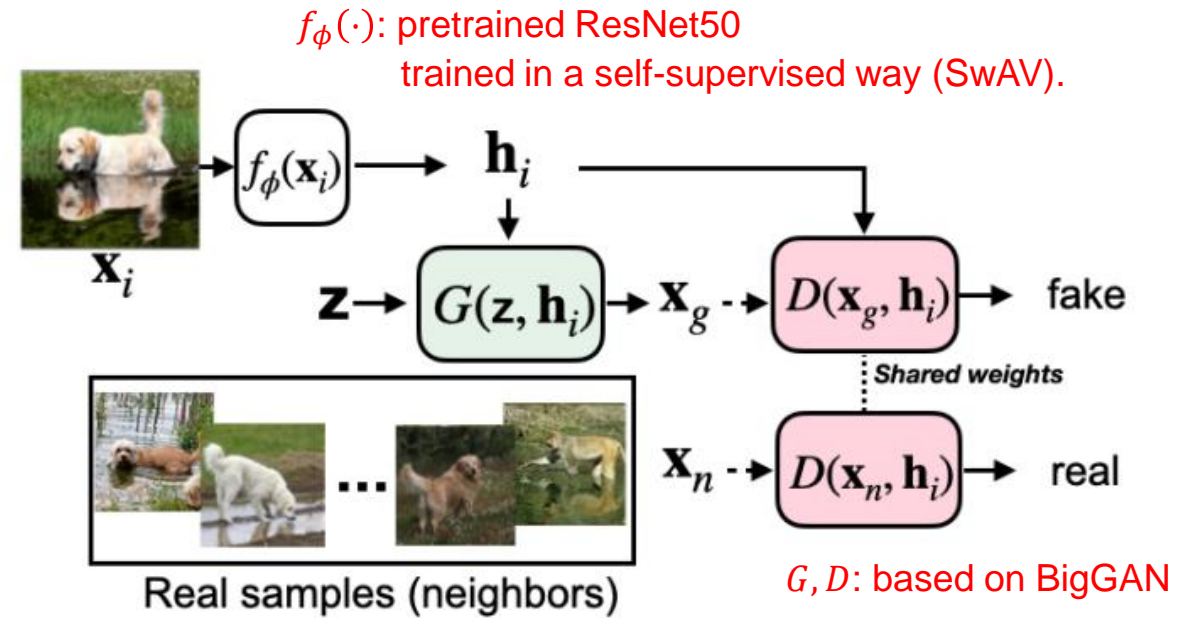 f_ϕ(·): pretrained ResNet50
trained in a self-supervised way (SwAV).
f_ϕ(x_i)
h_i
x_i
z
G(z, h_i)
x_g
D(x_g, h_i)
fake
Shared weights
x_n
D(x_n, h_i)
real
...
Real samples (neighbors)
G, D: based on BigGAN